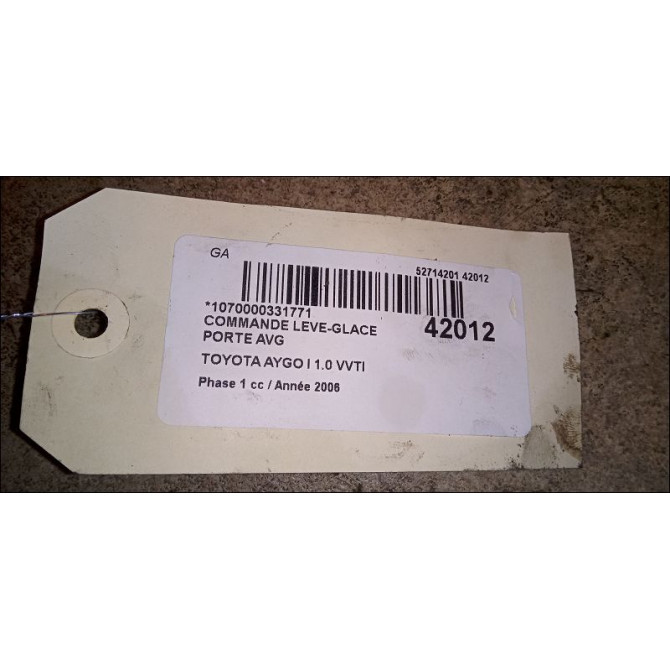 GA
52714201 42012
*1070000331771
42012
COMMANDE LEVE-GLACE
PORTE AVG
TOYOTA AYGO I 1.0 VVTI
Phase 1 cc / Année 2006